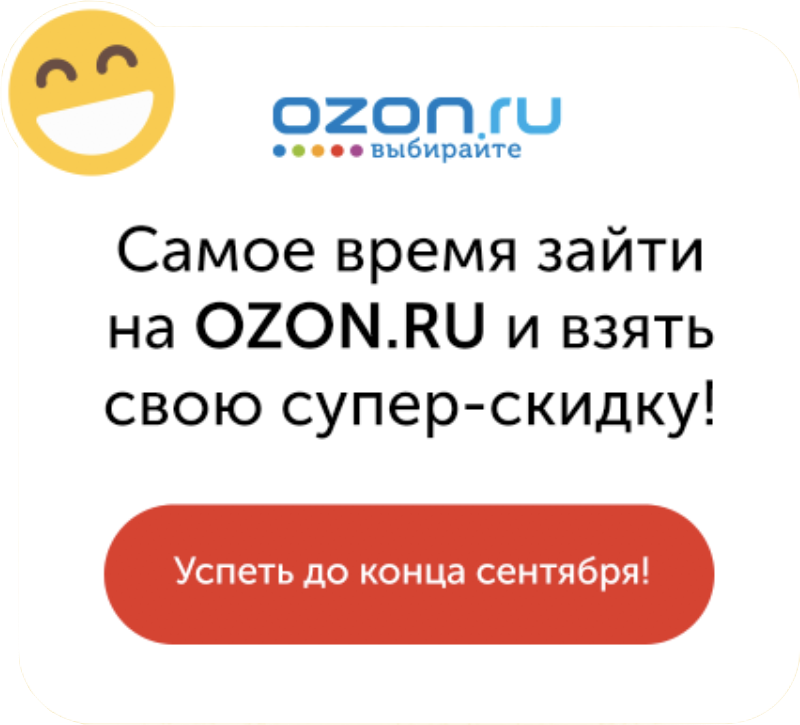 ozon.ru
выбирайте
Самое время зайти
на OZON.RU и взять
свою супер-скидку!
Успеть до конца сентября!